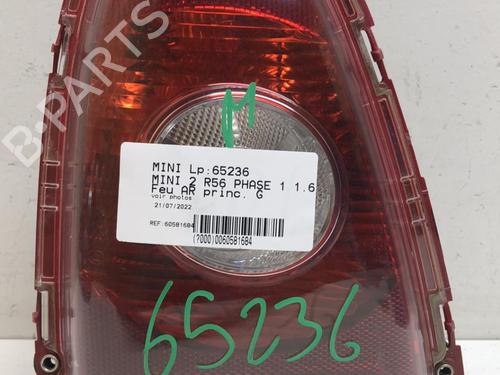 B-PARTS
M
MINI Lp:65236
MINI 2 R56 PHASE 1 1.6
Feu AR princ. G
voir photos
21/07/2022
REF:60581684
(?000)0060581684
65236